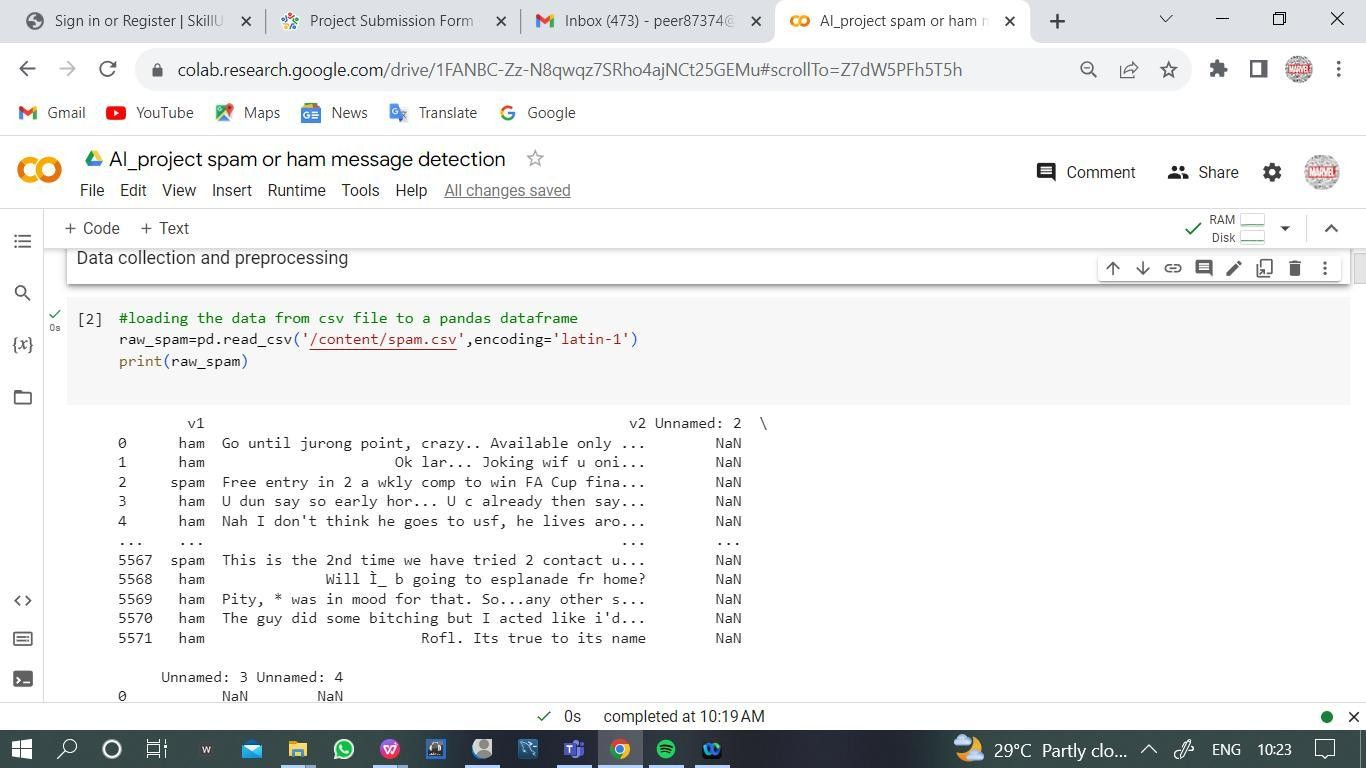 Sign in or Register | SkillU
Project Submission Form
Inbox (473) - peer87374@
AI_project spam or ham m
colab.research.google.com/drive/1FANBC-Zz-N8qwqz7SRho4ajNCt25GEMu#scrollTo=Z7dW5PFh5T5h
Gmail YouTube Maps News Translate Google
AI_project spam or ham message detection
Comment Share
MARVEL
File Edit View Insert Runtime Tools Help All changes saved
+ Code + Text
RAM
Disk
Data collection and preprocessing
0s
[2] #loading the data from csv file to a pandas dataframe
raw_spam=pd.read_csv('/content/spam.csv',encoding='latin-1')
print(raw_spam)
{x}
v1 v2 Unnamed: 2 \
0 ham Go until jurong point, crazy.. Available only ... NaN
1 ham Ok lar... Joking wif u oni... NaN
2 spam Free entry in 2 a wkly comp to win FA Cup fina... NaN
3 ham U dun say so early hor... U c already then say... NaN
4 ham Nah I don't think he goes to usf, he lives aro... NaN
... ... ... ...
5567 spam This is the 2nd time we have tried 2 contact u... NaN
5568 ham Will Ì_ b going to esplanade fr home? NaN
5569 ham Pity, * was in mood for that. So...any other s... NaN
5570 ham The guy did some bitching but I acted like i'd... NaN
5571 ham Rofl. Its true to its name NaN
Unnamed: 3 Unnamed: 4
0 NaN NaN
0s completed at 10:19 AM
29°C Partly clo... ENG 10:23